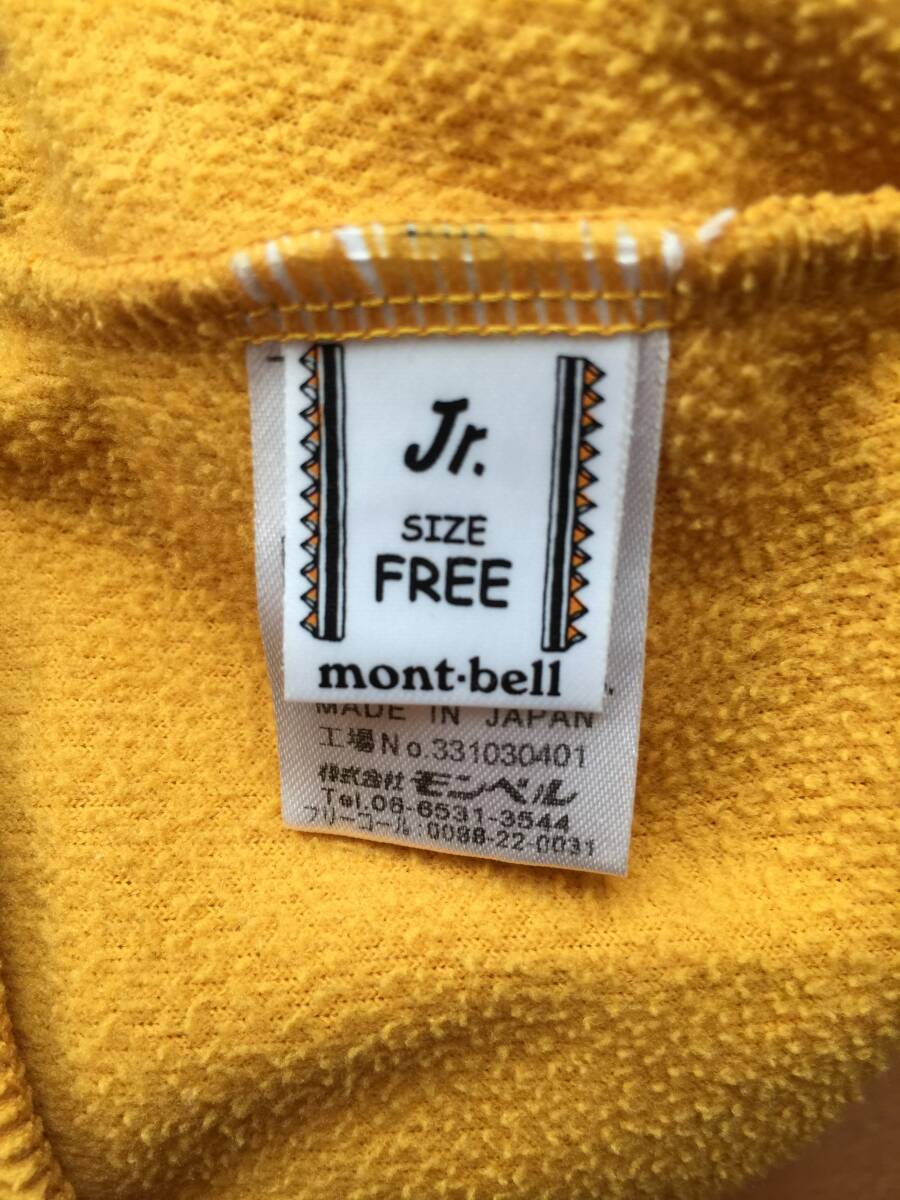 Jr.
SIZE
FREE
mont·bell
MADE IN JAPAN
工場No.331030401
株式会社モンベル
Tel.06-6531-3544
フリーコール:0088-22-0031